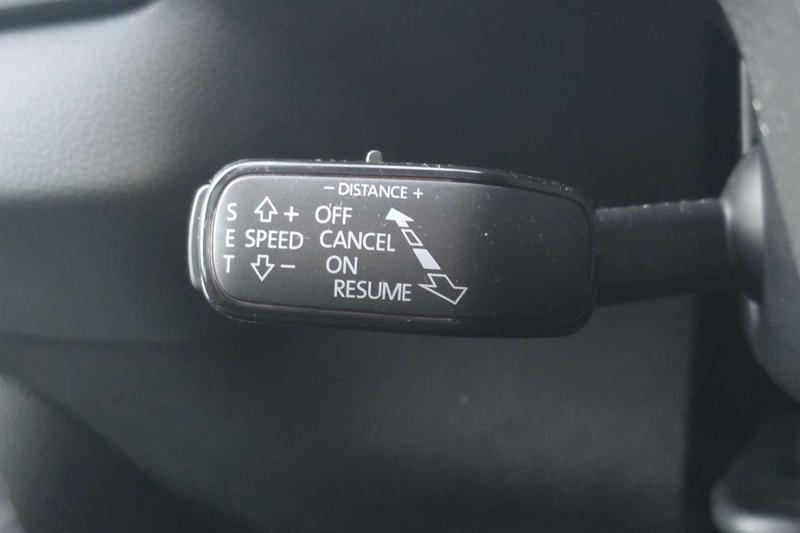 - DISTANCE +
S + OFF
E SPEED CANCEL
T - ON
RESUME